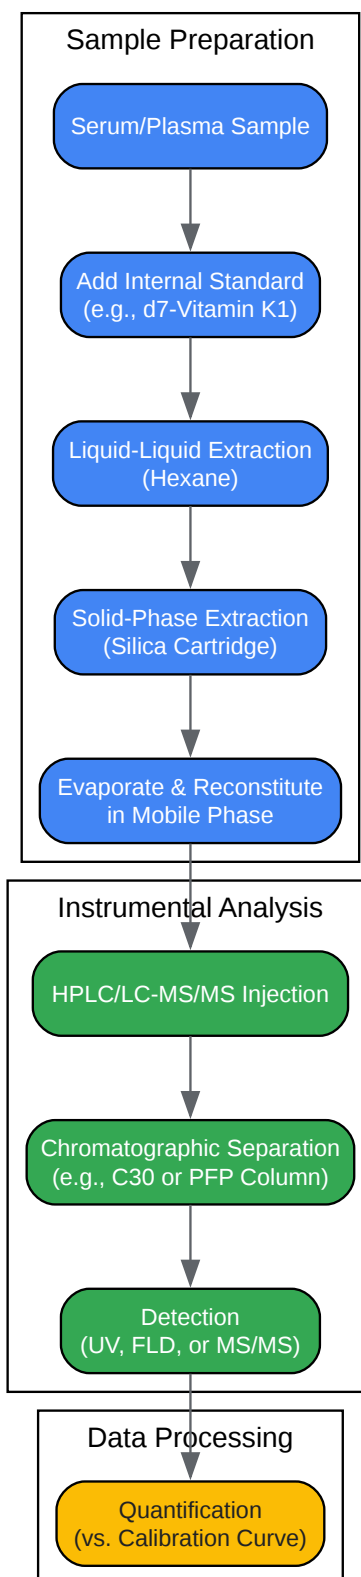 Sample Preparation
Serum/Plasma Sample
Add Internal Standard
(e.g., d7-Vitamin K1)
Liquid-Liquid Extraction
(Hexane)
Solid-Phase Extraction
(Silica Cartridge)
Evaporate & Reconstitute
in Mobile Phase
Instrumental Analysis
HPLC/LC-MS/MS Injection
Chromatographic Separation
(e.g., C30 or PFP Column)
Detection
(UV, FLD, or MS/MS)
Data Processing
Quantification
(vs. Calibration Curve)